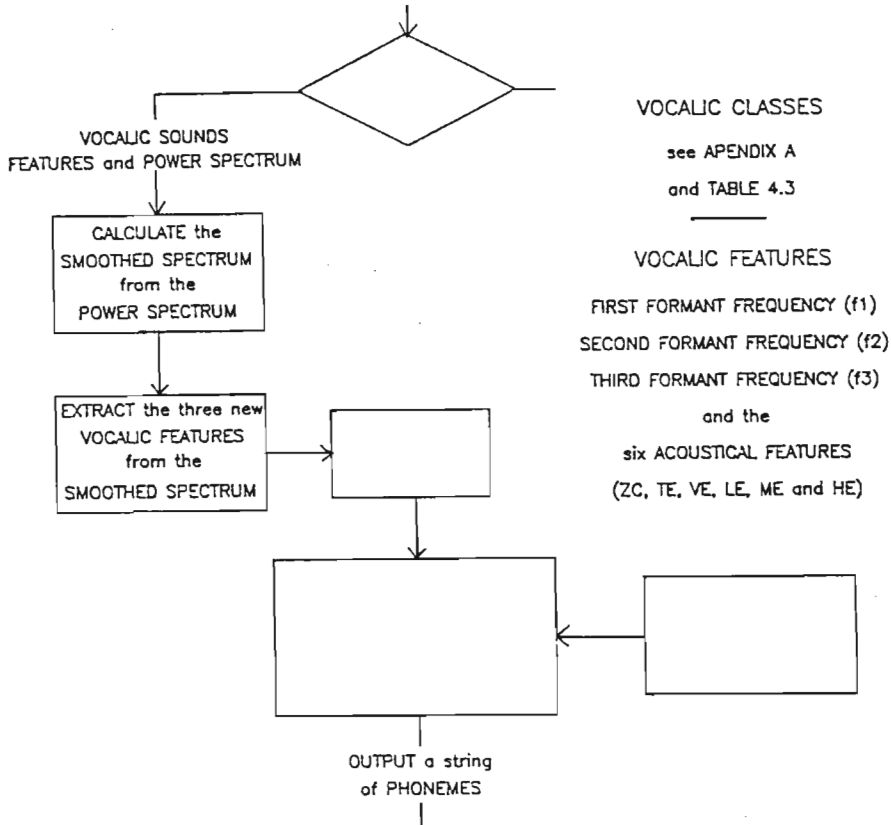 VOCALIC SOUNDS
FEATURES and POWER SPECTRUM
CALCULATE the
SMOOTHED SPECTRUM
from the
POWER SPECTRUM
EXTRACT the three new
VOCALIC FEATURES
from the
SMOOTHED SPECTRUM
OUTPUT a string
of PHONEMES
VOCALIC CLASSES
see APENDIX A
and TABLE 4.3
VOCALIC FEATURES
FIRST FORMANT FREQUENCY (f1)
SECOND FORMANT FREQUENCY (f2)
THIRD FORMANT FREQUENCY (f3)
and the
six ACOUSTICAL FEATURES
(ZC, TE, VE, LE, ME and HE)